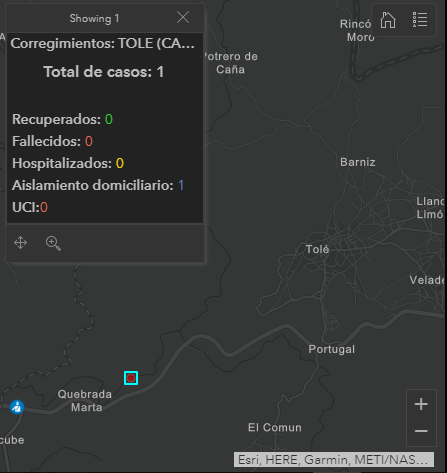 Showing 1
Corregimientos: TOLE (CA...
Total de casos: 1
Recuperados: 0
Fallecidos: 0
Hospitalizados: 0
Aislamiento domiciliario: 1
UCI:0
Rincó
Moro
Potrero de
Caña
Barniz
Llano
Limó
Tolé
Velade
Portugal
Quebrada
Marta
cube
El Comun
+
−
Esri, HERE, Garmin, METI/NAS...